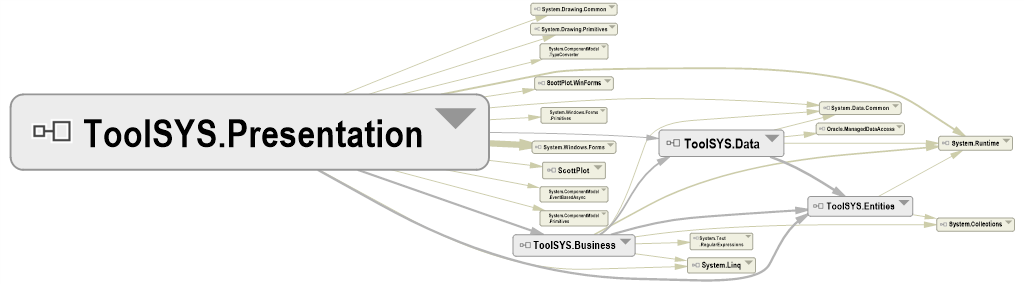 System.Drawing.Common
System.Drawing.Primitives
System.ComponentModel
.TypeConverter
ScottPlot.WinForms
System.Data.Common
System.Windows.Forms
.Primitives
Oracle.ManagedDataAccess
ToolSYS.Presentation
ToolSYS.Data
System.Runtime
System.Windows.Forms
ScottPlot
System.ComponentModel
.EventBasedAsync
ToolSYS.Entities
System.ComponentModel
.Primitives
System.Collections
ToolSYS.Business
System.Text
.RegularExpressions
System.Linq